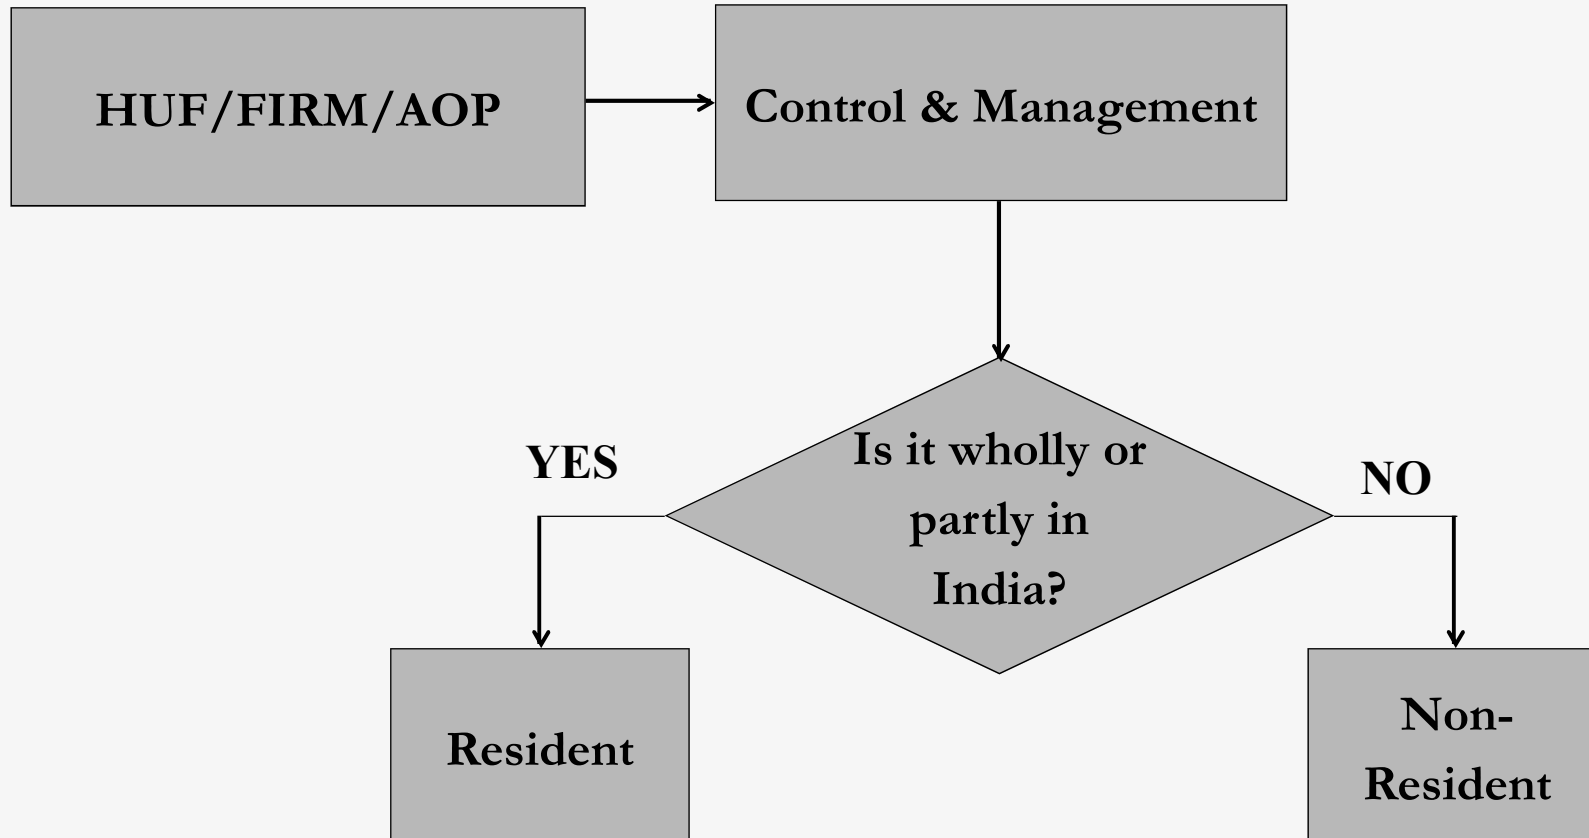 HUF/FIRM/AOP
Control & Management
Is it wholly or
partly in
India?
YES
NO
Resident
Non-
Resident